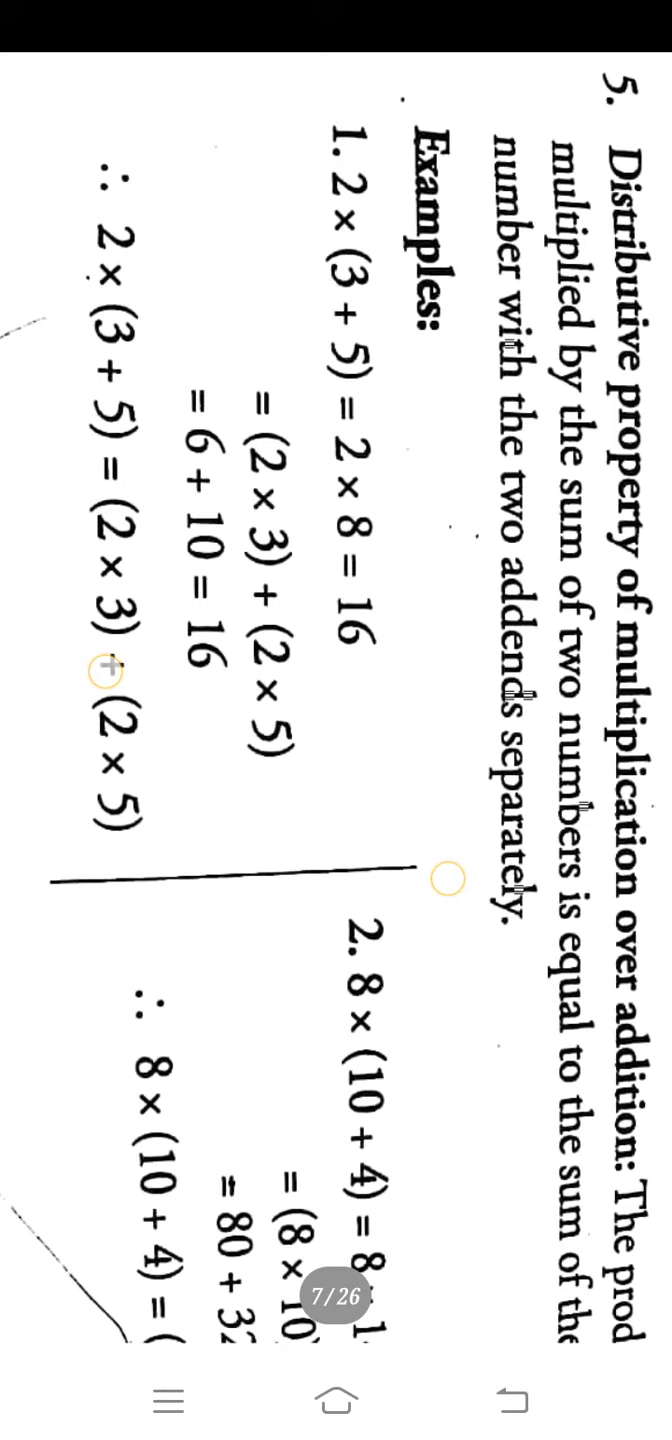 5. Distributive property of multiplication over addition: The prod
multiplied by the sum of two numbers is equal to the sum of the
number with the two addends separately.
Examples:
1. 2 × (3 + 5) = 2 × 8 = 16
= (2 × 3) + (2 × 5)
= 6 + 10 = 16
∴ 2 × (3 + 5) = (2 × 3) + (2 × 5)
2. 8 × (10 + 4) = 8
= (8 × 10
= 80 + 32
∴ 8 × (10 + 4) = (
7/26